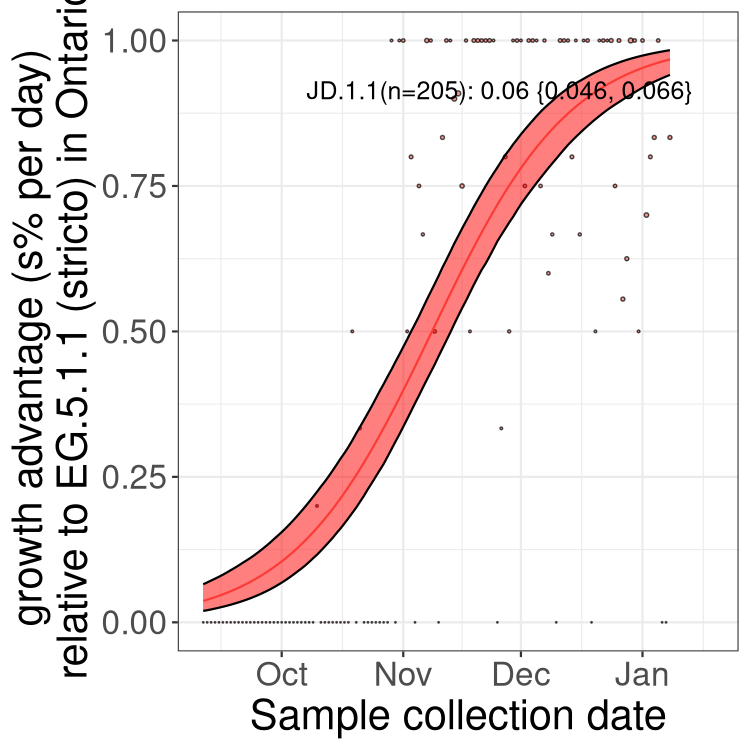 growth advantage (s% per day)
relative to EG.5.1.1 (stricto) in Ontario
1.00
0.75
0.50
0.25
0.00
JD.1.1(n=205): 0.06 {0.046, 0.066}
Oct Nov Dec Jan
Sample collection date